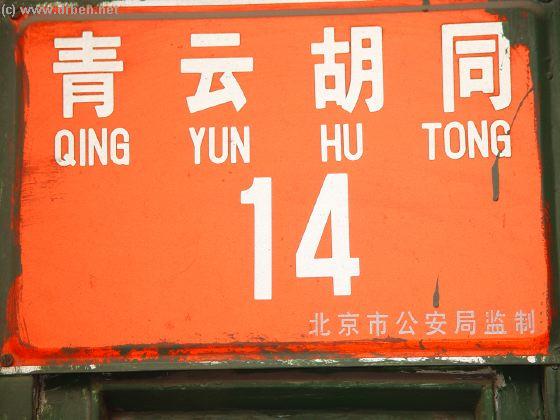 (c) www.urben.net
青云胡同
QING YUN HU TONG
14
北京市公安局监制